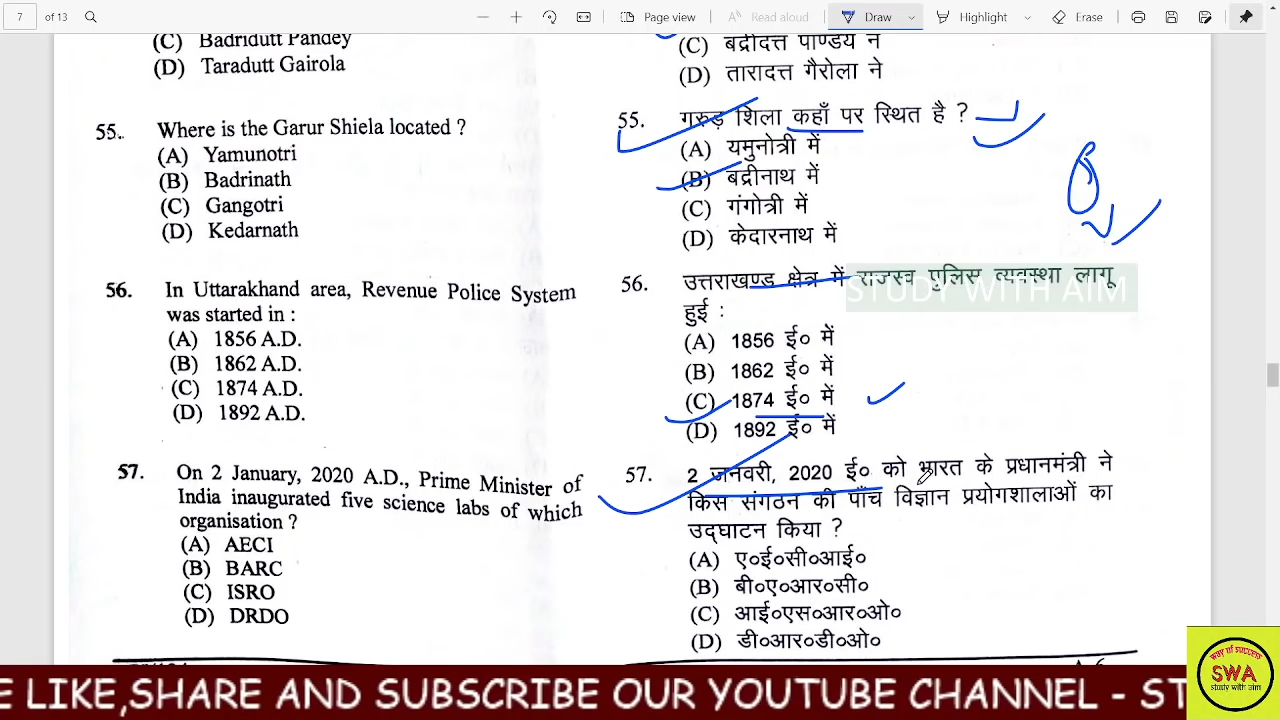 7 of 13
Page view
Read aloud
Draw
Highlight
Erase
(C) Badridutt Pandey
(D) Taradutt Gairola
55. Where is the Garur Shiela located ?
(A) Yamunotri
(B) Badrinath
(C) Gangotri
(D) Kedarnath
56. In Uttarakhand area, Revenue Police System
was started in :
(A) 1856 A.D.
(B) 1862 A.D.
(C) 1874 A.D.
(D) 1892 A.D.
57. On 2 January, 2020 A.D., Prime Minister of
India inaugurated five science labs of which
organisation ?
(A) AECI
(B) BARC
(C) ISRO
(D) DRDO
(C) बद्रीदत्त पाण्डेय ने
(D) तारादत्त गैरोला ने
55. गरुड़ शिला कहाँ पर स्थित है ?
(A) यमुनोत्री में
(B) बद्रीनाथ में
(C) गंगोत्री में
(D) केदारनाथ में
56. उत्तराखण्ड क्षेत्र में राजस्व पुलिस व्यवस्था लागू
हुई :
(A) 1856 ई० में
(B) 1862 ई० में
(C) 1874 ई० में
(D) 1892 ई० में
57. 2 जनवरी, 2020 ई० को भारत के प्रधानमंत्री ने
किस संगठन की पाँच विज्ञान प्रयोगशालाओं का
उद्घाटन किया ?
(A) ए०ई०सी०आई०
(B) बी०ए०आर०सी०
(C) आई०एस०आर०ओ०
(D) डी०आर०डी०ओ०
STUDY WITH AIM
way of success
SWA
study with aim
E LIKE,SHARE AND SUBSCRIBE OUR YOUTUBE CHANNEL - ST